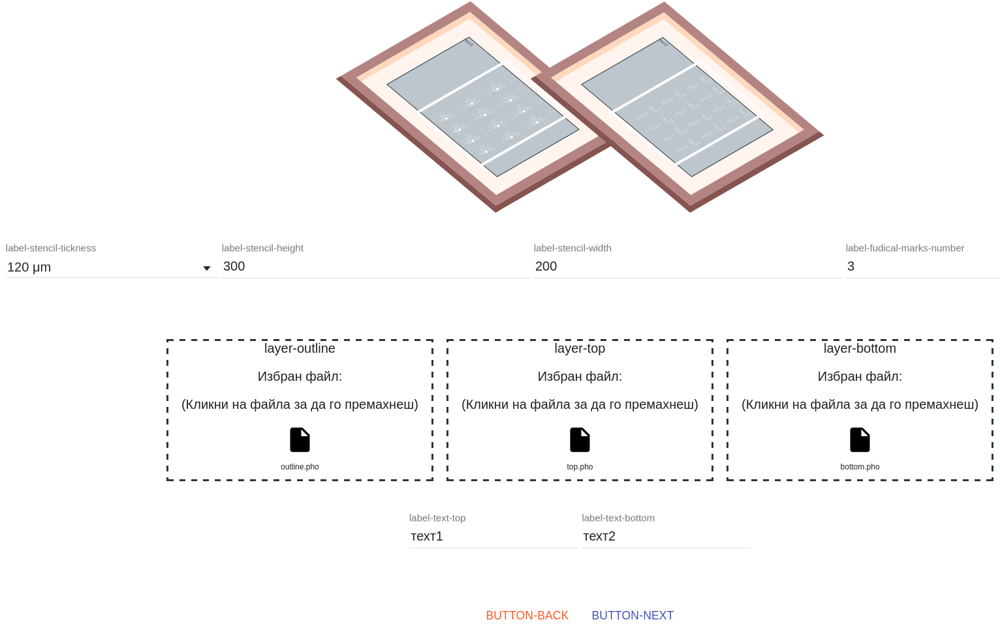 текст1
текст2
label-stencil-tickness
label-stencil-height
label-stencil-width
label-fudical-marks-number
120 μm
300
200
3
layer-outline
layer-top
layer-bottom
Избран файл:
Избран файл:
Избран файл:
(Кликни на файла за да го премахнеш)
(Кликни на файла за да го премахнеш)
(Кликни на файла за да го премахнеш)
outline.pho
top.pho
bottom.pho
label-text-top
label-text-bottom
текст1
текст2
BUTTON-BACK
BUTTON-NEXT